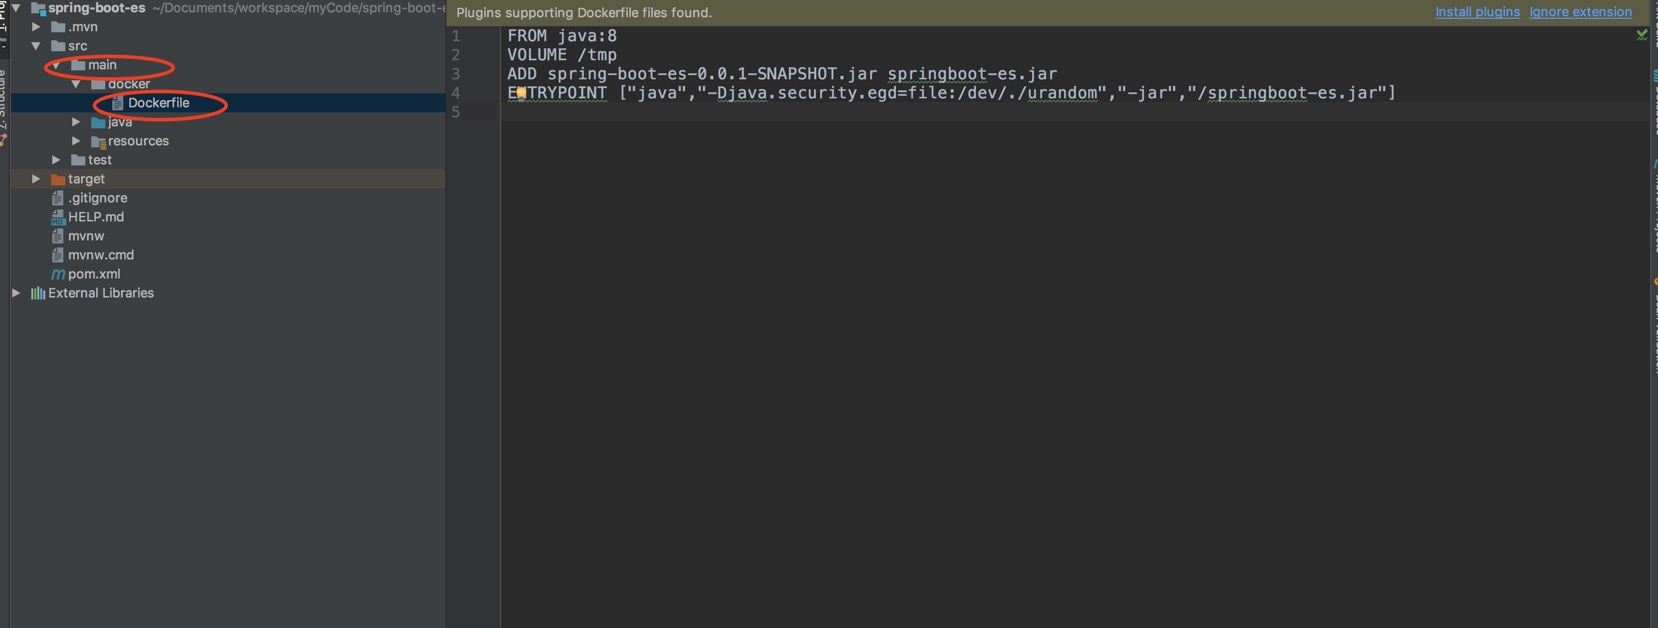 spring-boot-es ~/Documents/workspace/myCode/spring-boot-e
.mvn
src
main
docker
Dockerfile
java
resources
test
target
.gitignore
HELP.md
mvnw
mvnw.cmd
pom.xml
External Libraries
Plugins supporting Dockerfile files found.
Install plugins Ignore extension
1 FROM java:8
2 VOLUME /tmp
3 ADD spring-boot-es-0.0.1-SNAPSHOT.jar springboot-es.jar
4 ENTRYPOINT ["java","-Djava.security.egd=file:/dev/./urandom","-jar","/springboot-es.jar"]
5